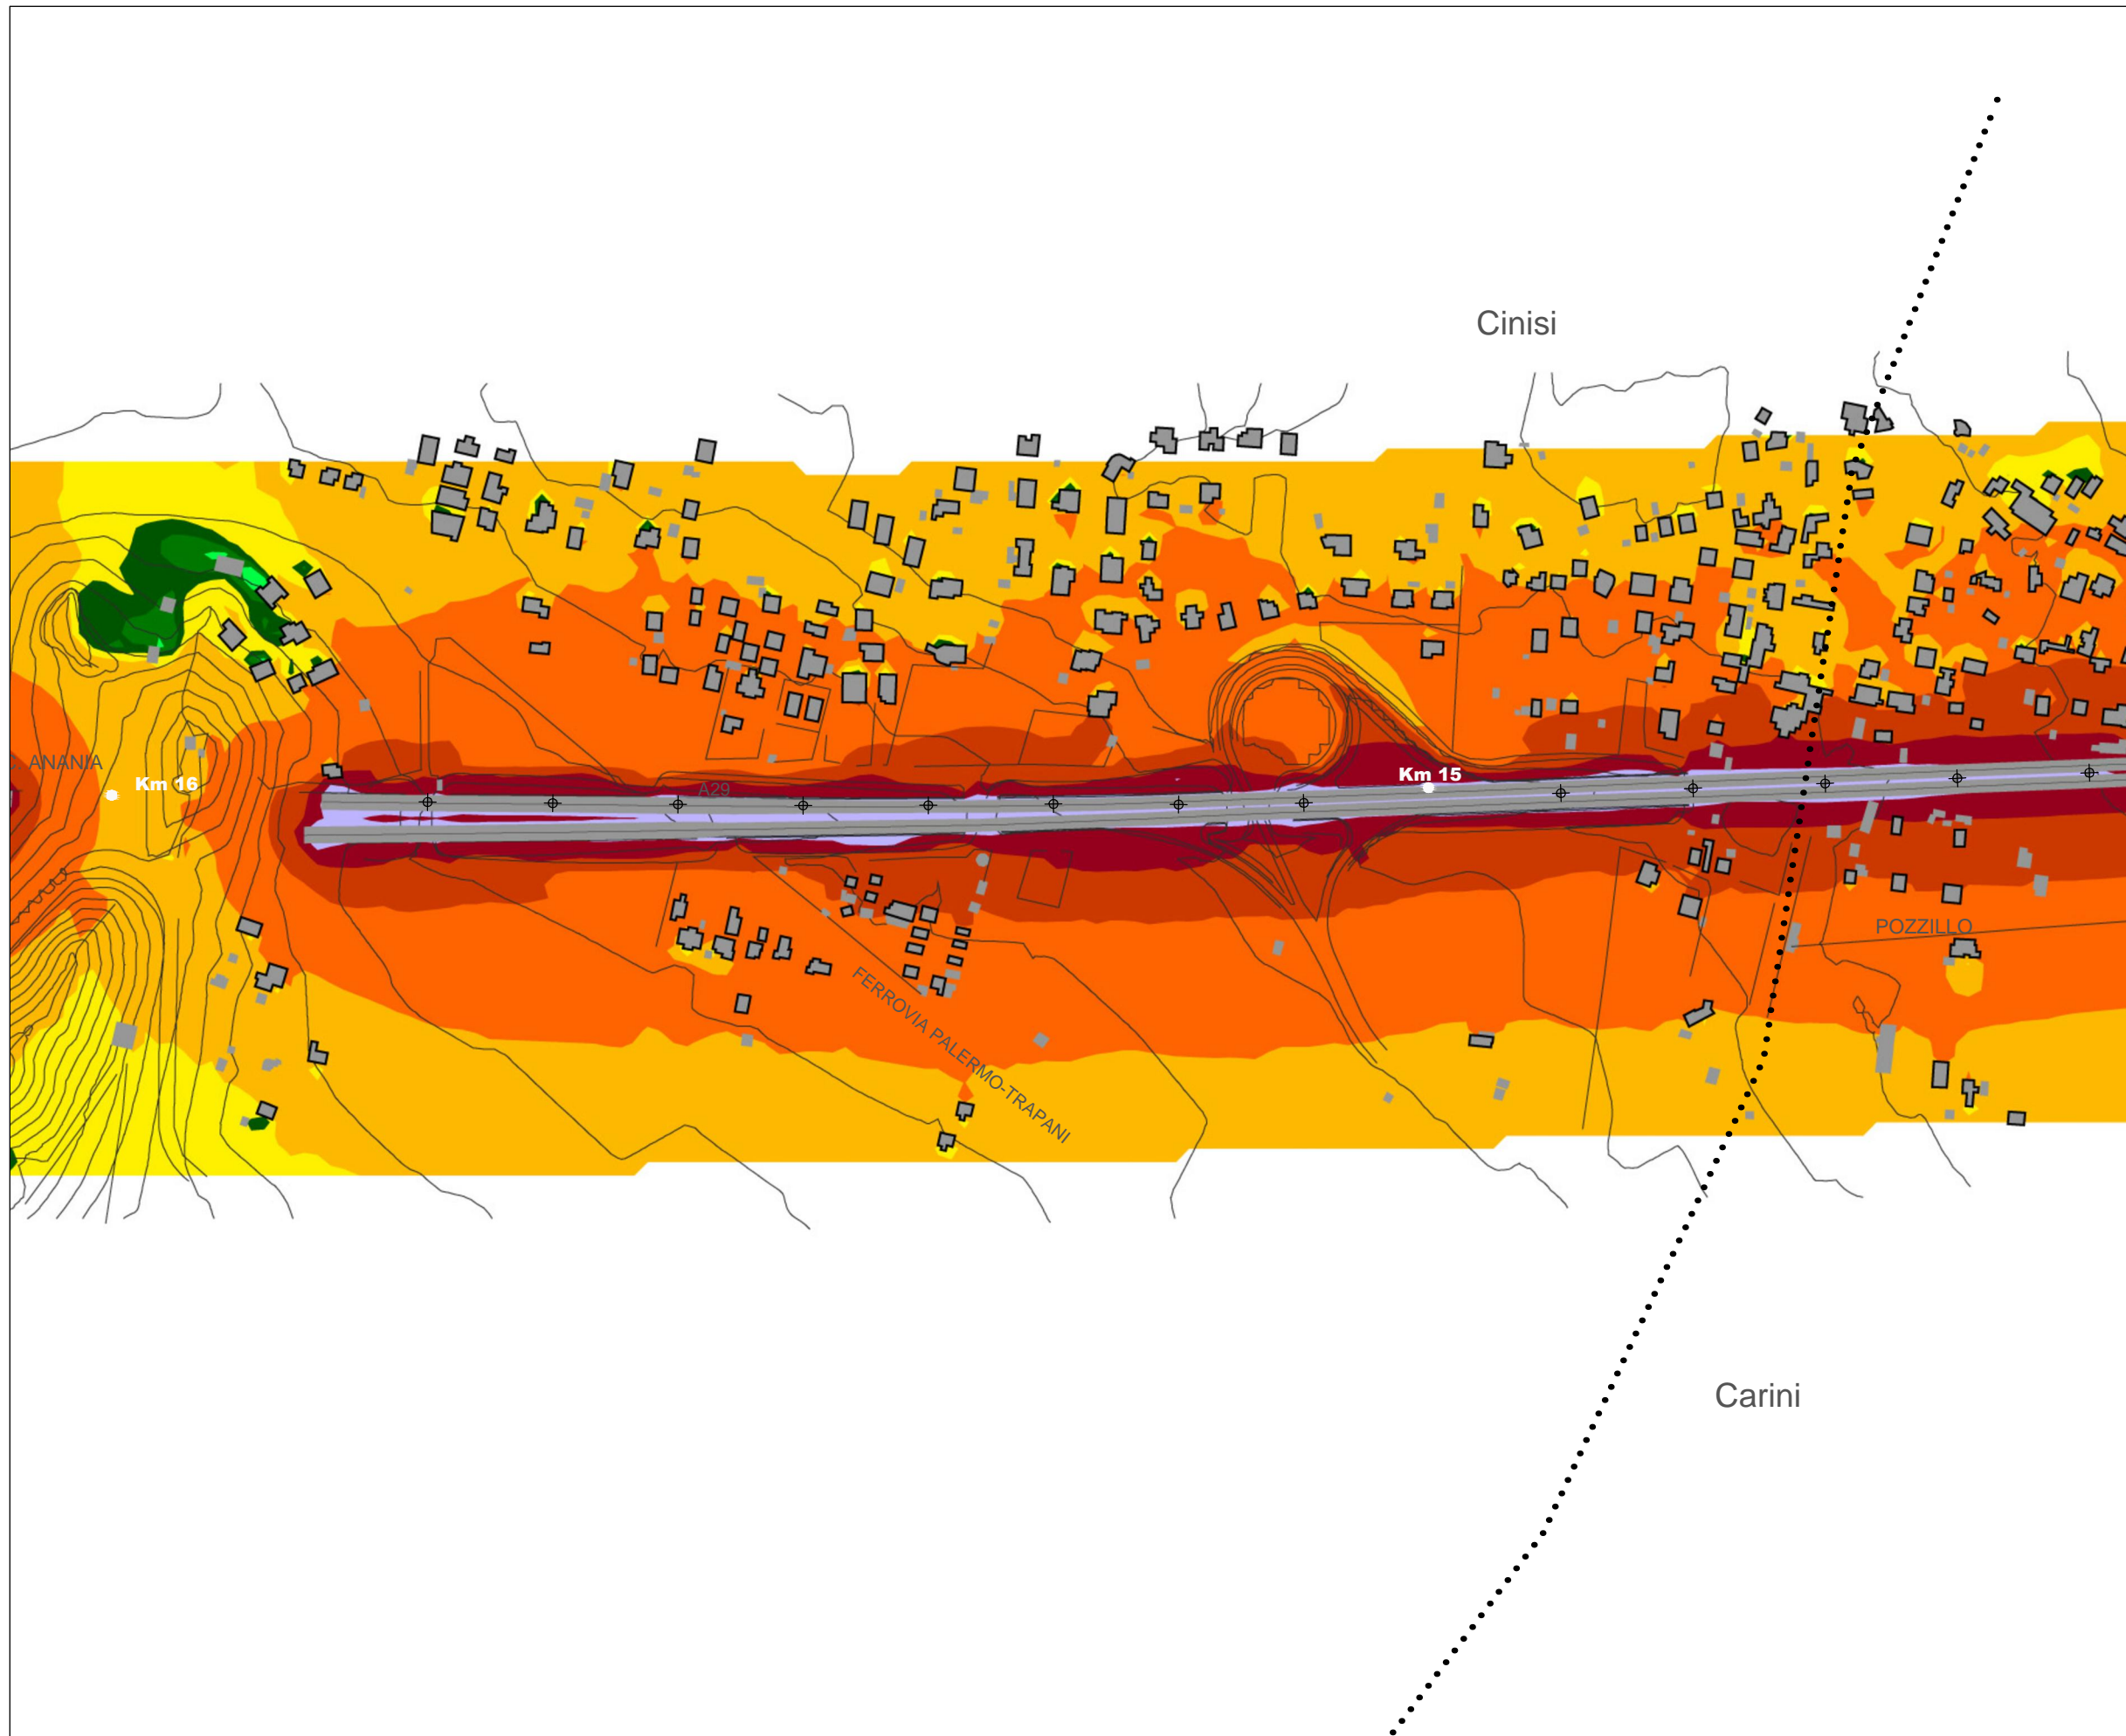 Cinisi
. ANANIA
Km 16
A29
Km 15
POZZILLO
FERROVIA PALERMO-TRAPANI
Carini